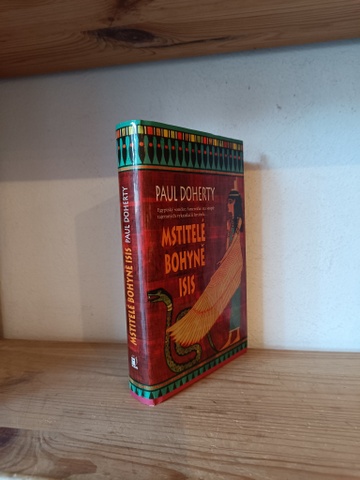 PAUL DOHERTY
MSTITELÉ
BOHYNĚ
ISIS
MSTITELÉ BOHYNĚ ISIS PAUL DOHERTY